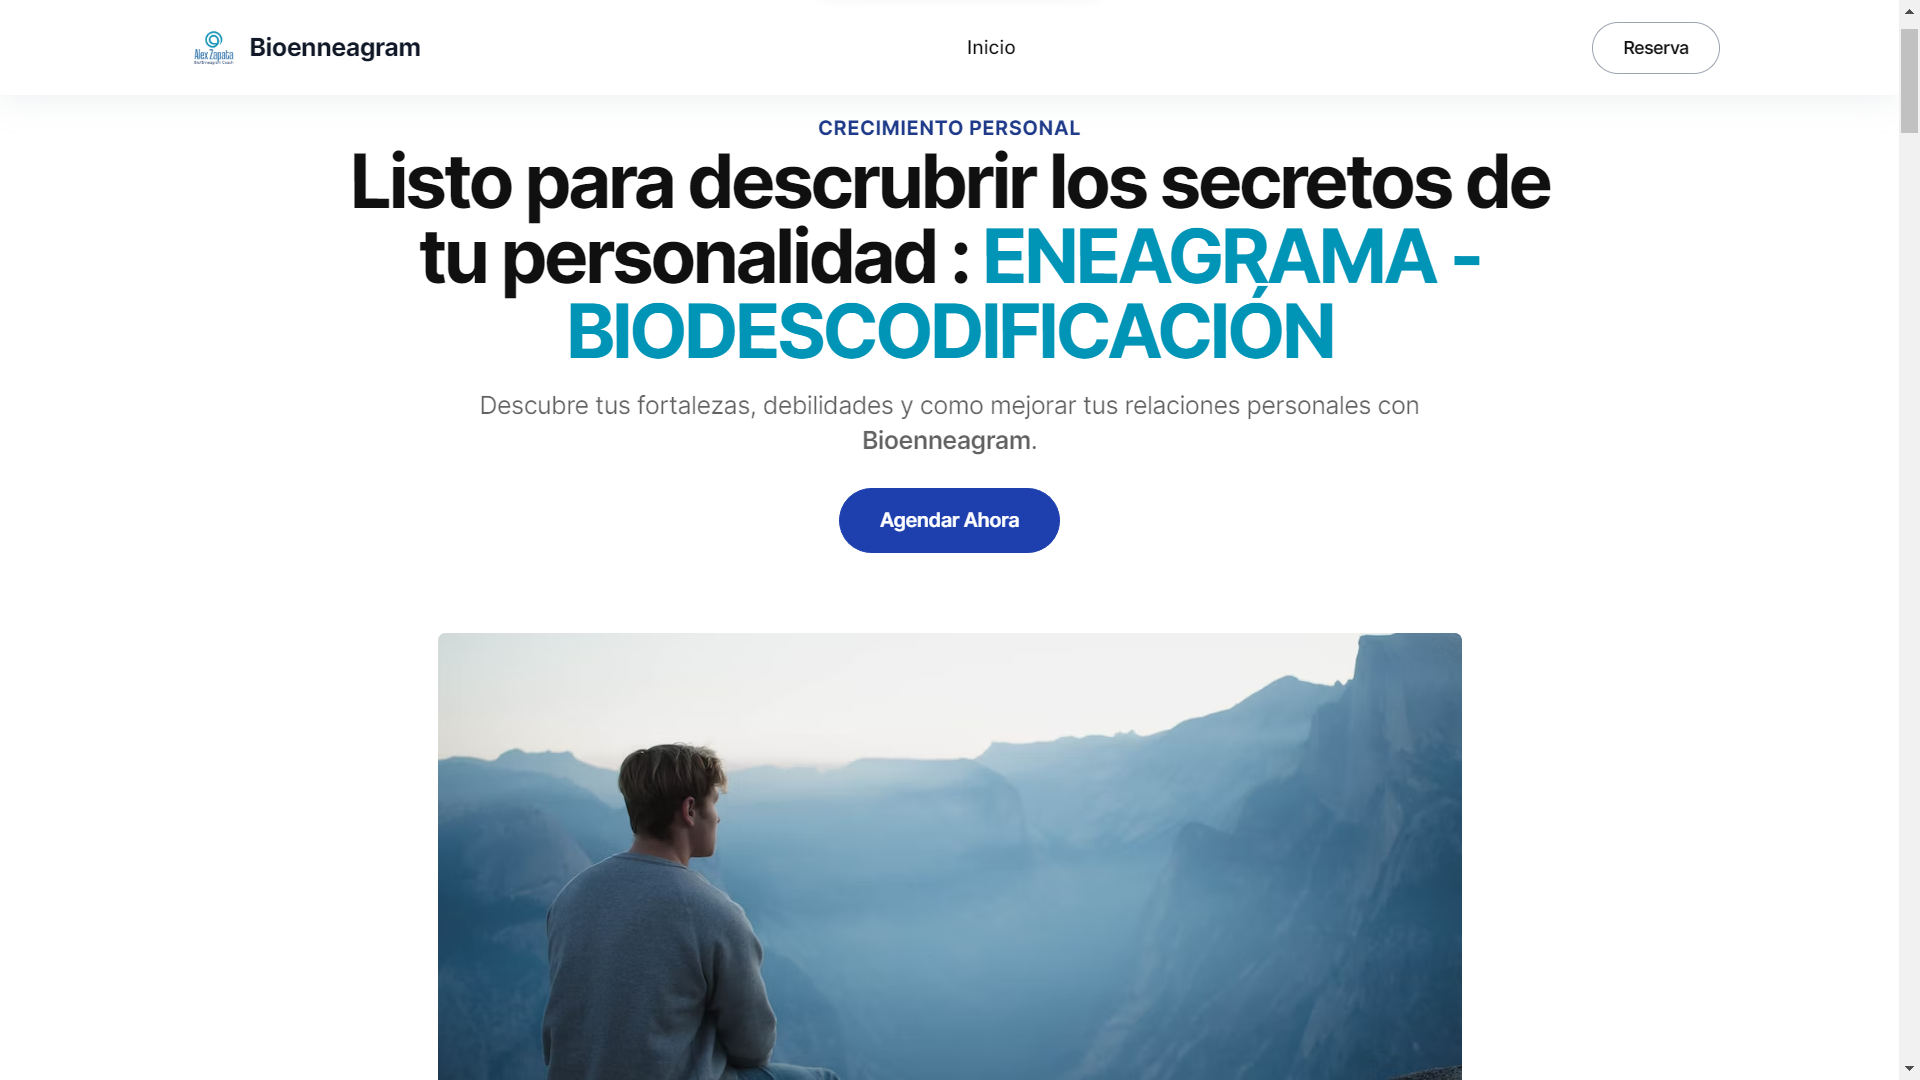 Alex Zapata
Bioenneagram
Inicio
Reserva
CRECIMIENTO PERSONAL
Listo para descrubrir los secretos de
tu personalidad : ENEAGRAMA -
BIODESCODIFICACIÓN
Descubre tus fortalezas, debilidades y como mejorar tus relaciones personales con
Bioenneagram.
Agendar Ahora